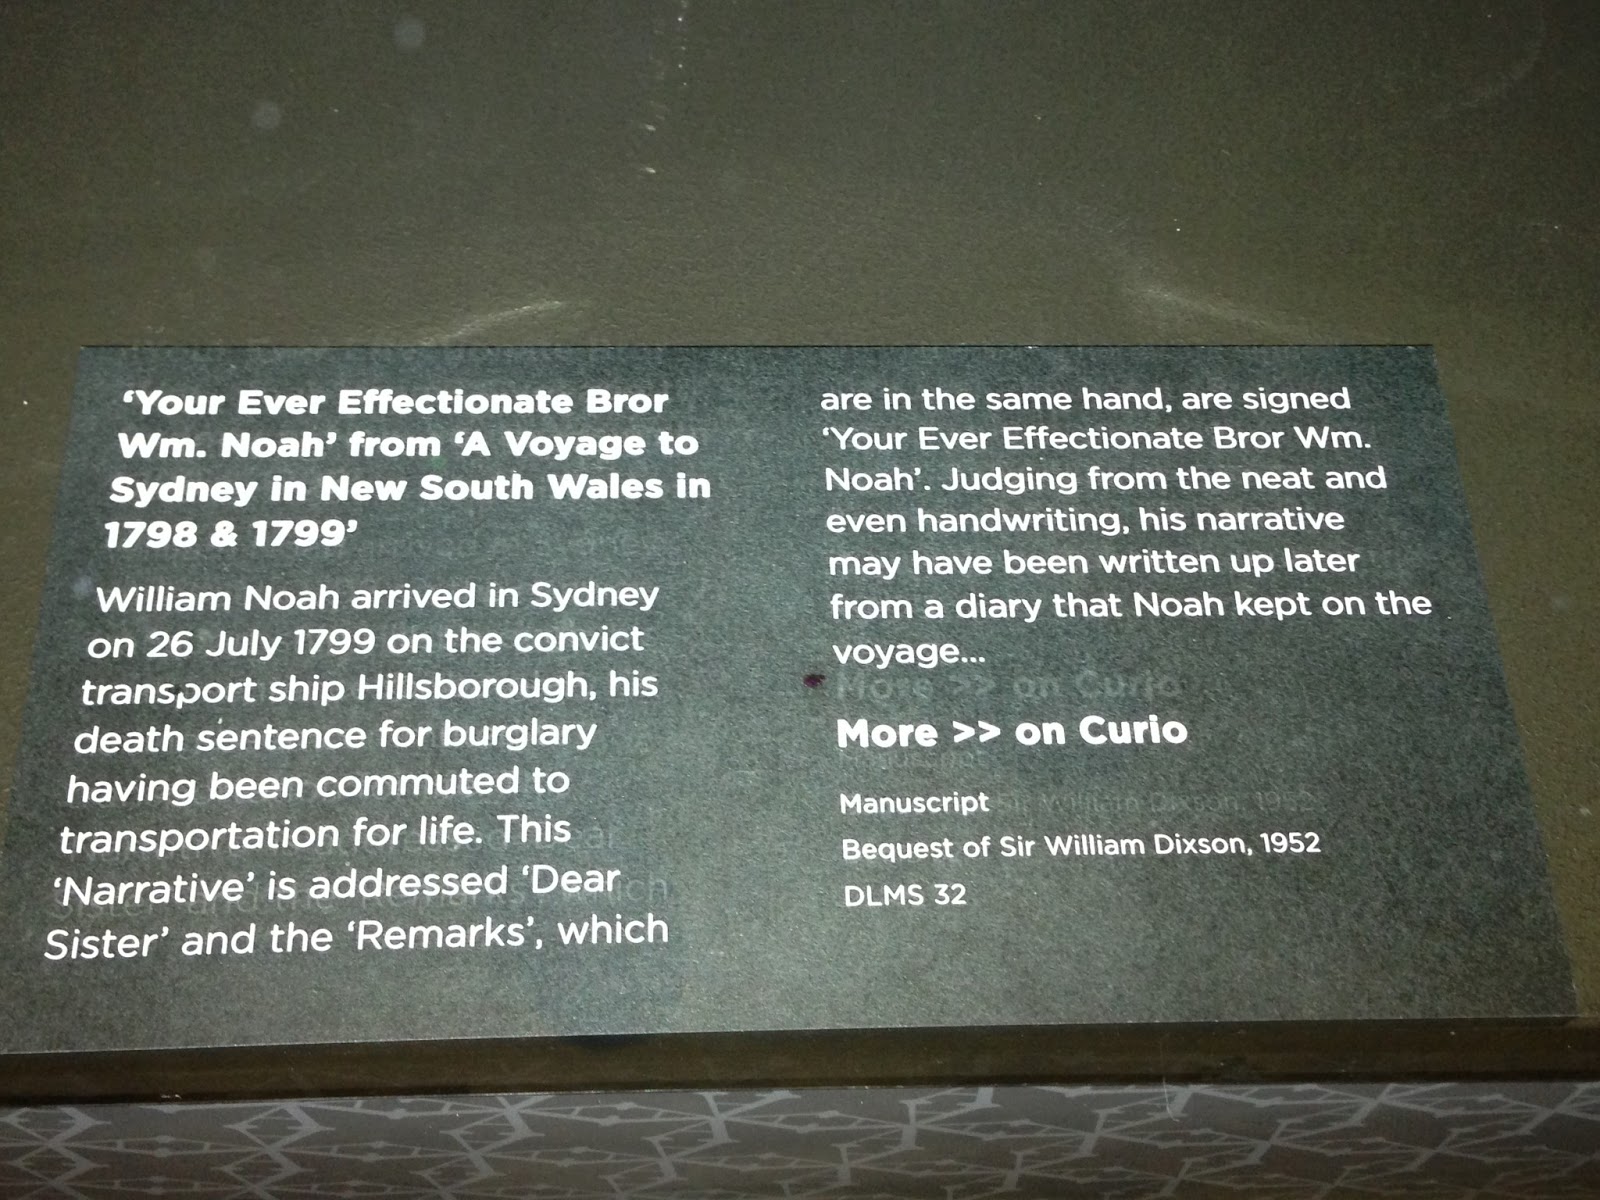 ‘Your Ever Effectionate Bror
Wm. Noah’ from ‘A Voyage to
Sydney in New South Wales in
1798 & 1799’
William Noah arrived in Sydney
on 26 July 1799 on the convict
transport ship Hillsborough, his
death sentence for burglary
having been commuted to
transportation for life. This
‘Narrative’ is addressed ‘Dear
Sister’ and the ‘Remarks’, which
are in the same hand, are signed
‘Your Ever Effectionate Bror Wm.
Noah’. Judging from the neat and
even handwriting, his narrative
may have been written up later
from a diary that Noah kept on the
voyage...
More >> on Curio
Manuscript
Bequest of Sir William Dixson, 1952
DLMS 32